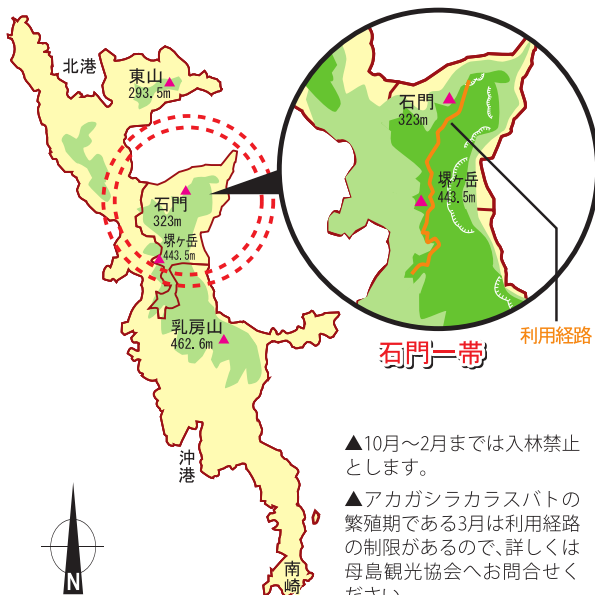 北港
東山
293.5m
石門
323m
堺ヶ岳
443.5m
乳房山
462.6m
沖港
南崎
N
石門
323m
堺ヶ岳
443.5m
利用経路
石門一帯
▲10月～2月までは入林禁止
とします。
▲アカガシラカラスバトの
繁殖期である3月は利用経路
の制限があるので、詳しくは
母島観光協会へお問合せく
ださい。